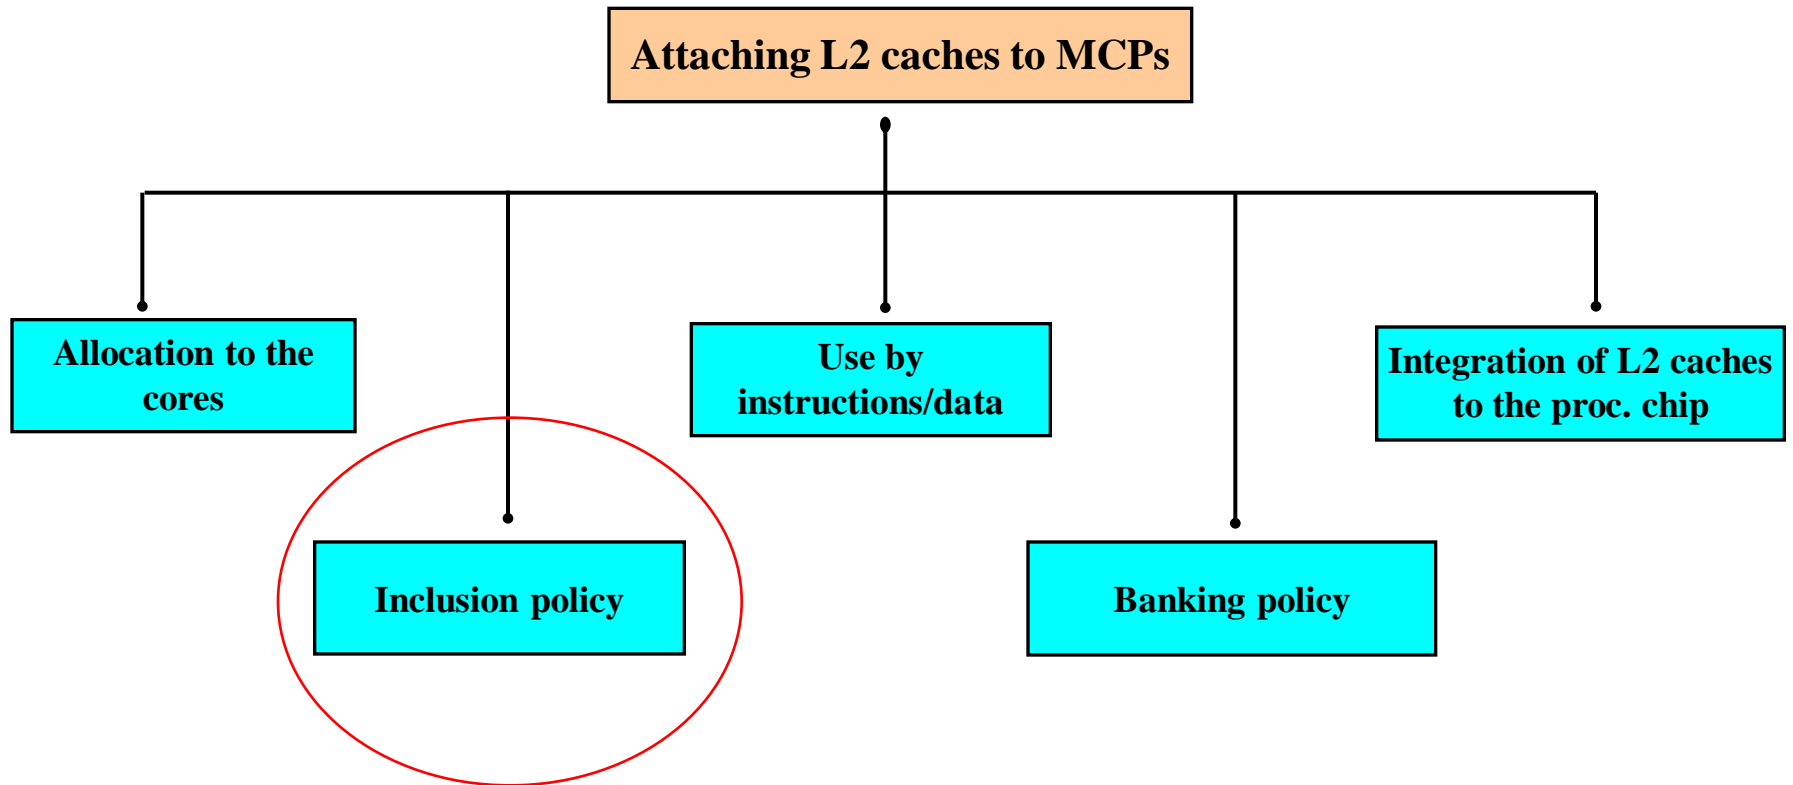 Attaching L2 caches to MCPs
Allocation to the
cores
Use by
instructions/data
Integration of L2 caches
to the proc. chip
Inclusion policy
Banking policy